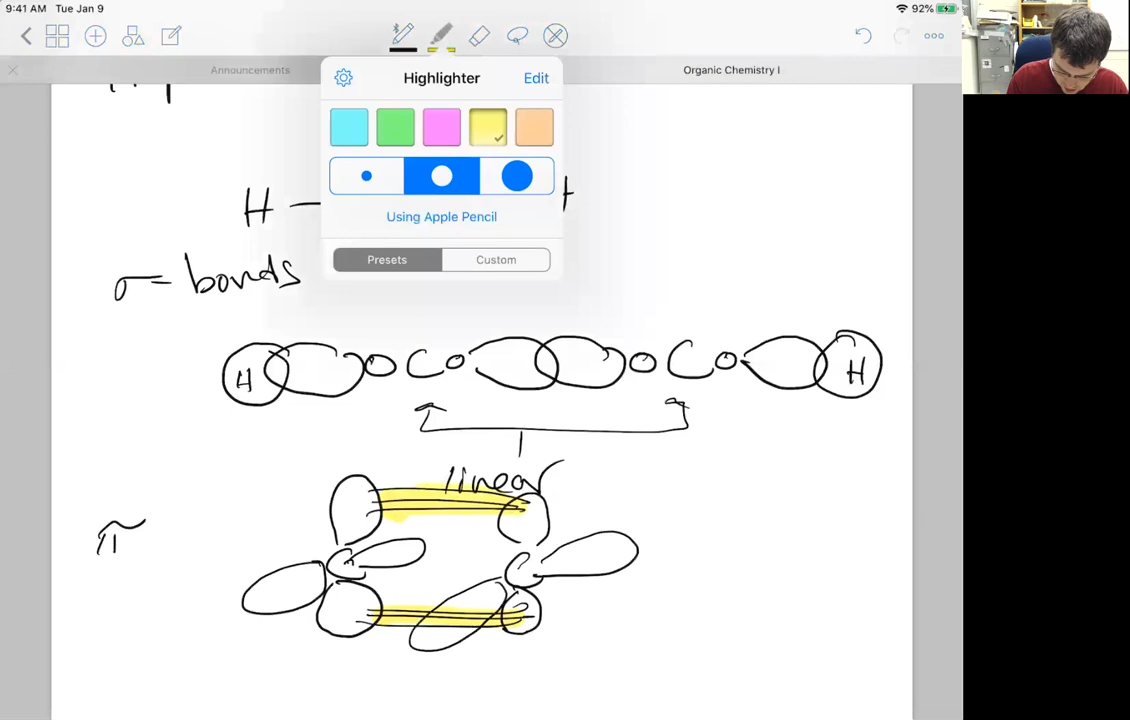 9:41 AM Tue Jan 9
92%
Announcements
Organic Chemistry I
Highlighter
Edit
Using Apple Pencil
Presets
Custom
H —
σ- bonds
H C C H
linear
π
C C